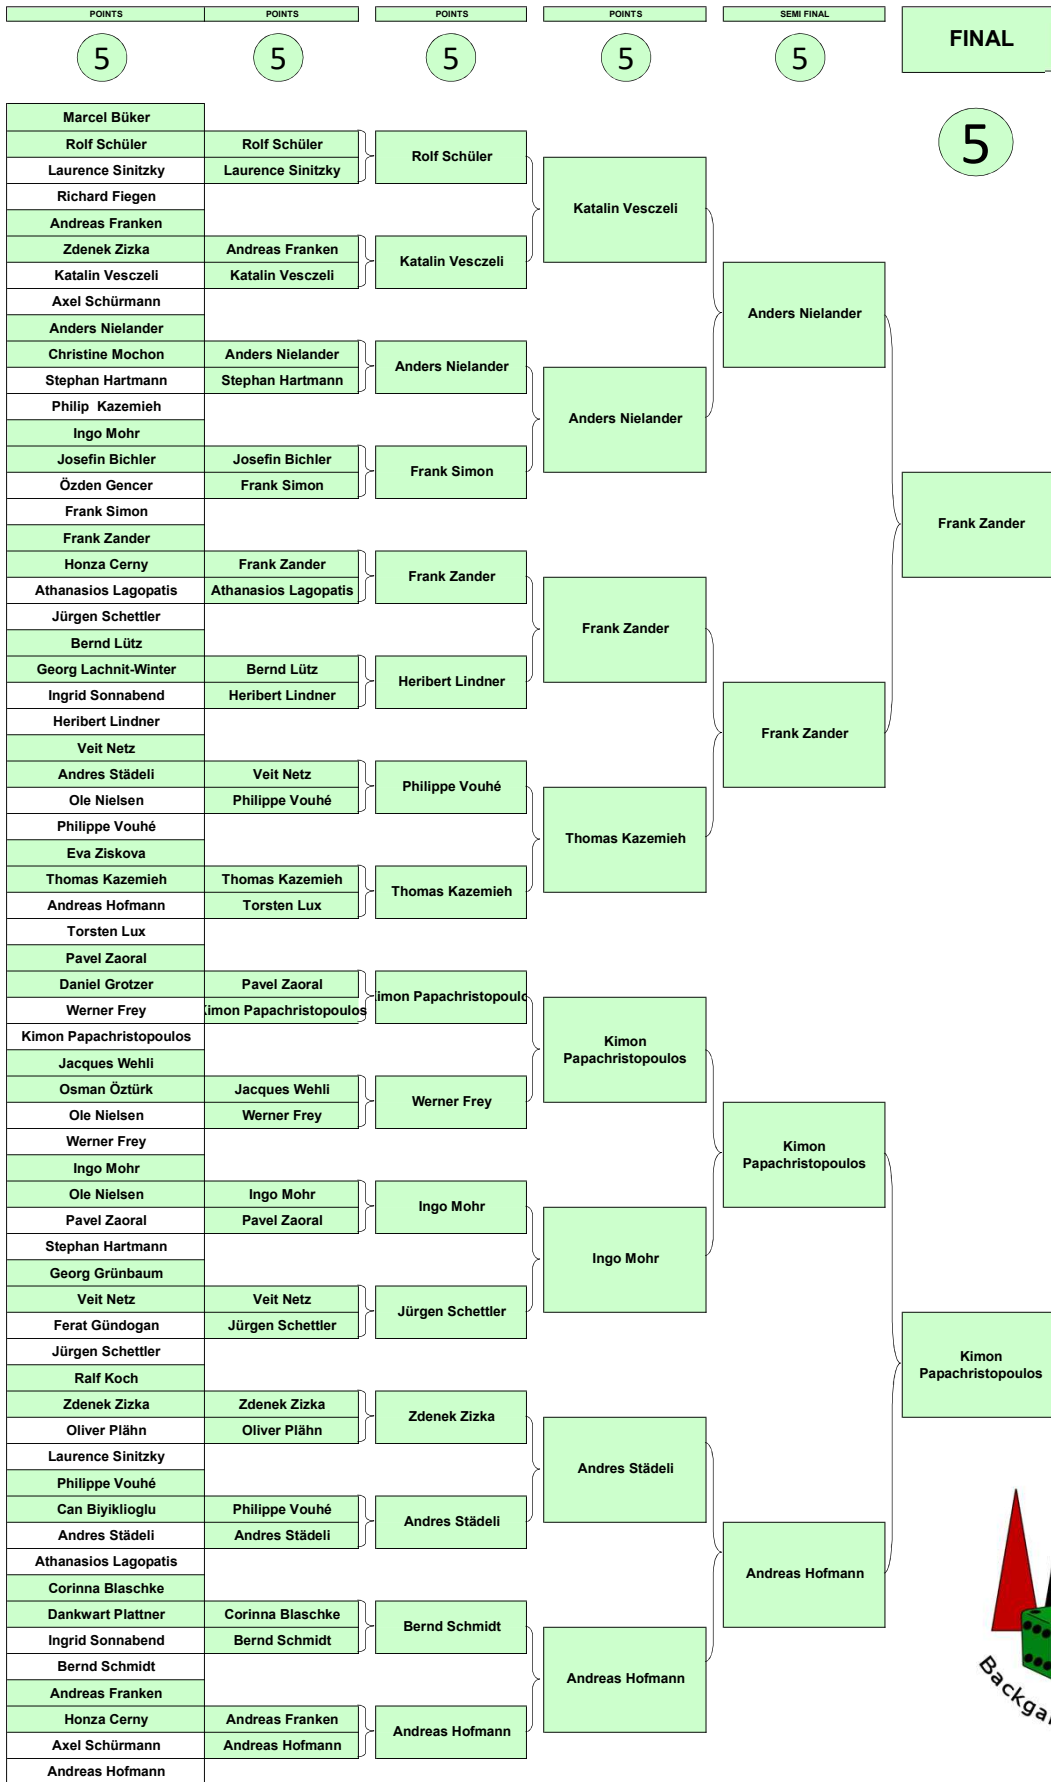 POINTS POINTS POINTS POINTS SEMI FINAL
FINAL
5 5 5 5 5
5
Marcel Büker
Rolf Schüler Rolf Schüler
Rolf Schüler
Laurence Sinitzky Laurence Sinitzky
Richard Fiegen
Katalin Vesczeli
Andreas Franken
Zdenek Zizka Andreas Franken
Katalin Vesczeli
Katalin Vesczeli Katalin Vesczeli
Axel Schürmann
Anders Nielander
Anders Nielander
Christine Mochon Anders Nielander
Anders Nielander
Stephan Hartmann Stephan Hartmann
Philip Kazemieh
Anders Nielander
Ingo Mohr
Josefin Bichler Josefin Bichler
Frank Simon
Özden Gencer Frank Simon
Frank Simon
Frank Zander
Frank Zander
Honza Cerny Frank Zander
Frank Zander
Athanasios Lagopatis Athanasios Lagopatis
Jürgen Schettler
Frank Zander
Bernd Lütz
Georg Lachnit-Winter Bernd Lütz
Heribert Lindner
Ingrid Sonnabend Heribert Lindner
Heribert Lindner
Frank Zander
Veit Netz
Andres Städeli Veit Netz
Philippe Vouhé
Ole Nielsen Philippe Vouhé
Philippe Vouhé
Thomas Kazemieh
Eva Ziskova
Thomas Kazemieh Thomas Kazemieh
Thomas Kazemieh
Andreas Hofmann Torsten Lux
Torsten Lux
Pavel Zaoral
Daniel Grotzer Pavel Zaoral
imon Papachristopoulo
Werner Frey Kimon Papachristopoulos
Kimon Papachristopoulos
Kimon
Papachristopoulos
Jacques Wehli
Osman Öztürk Jacques Wehli
Werner Frey
Ole Nielsen Werner Frey
Werner Frey
Kimon
Papachristopoulos
Ingo Mohr
Ole Nielsen Ingo Mohr
Ingo Mohr
Pavel Zaoral Pavel Zaoral
Stephan Hartmann
Ingo Mohr
Georg Grünbaum
Veit Netz Veit Netz
Jürgen Schettler
Ferat Gündogan Jürgen Schettler
Jürgen Schettler
Kimon
Papachristopoulos
Ralf Koch
Zdenek Zizka Zdenek Zizka
Zdenek Zizka
Oliver Plähn Oliver Plähn
Laurence Sinitzky
Andres Städeli
Philippe Vouhé
Can Biyiklioglu Philippe Vouhé
Andres Städeli
Andres Städeli Andres Städeli
Athanasios Lagopatis
Andreas Hofmann
Corinna Blaschke
Dankwart Plattner Corinna Blaschke
Bernd Schmidt
Ingrid Sonnabend Bernd Schmidt
Bernd Schmidt
Andreas Hofmann
Andreas Franken
Honza Cerny Andreas Franken
Andreas Hofmann
Axel Schürmann Andreas Hofmann
Andreas Hofmann